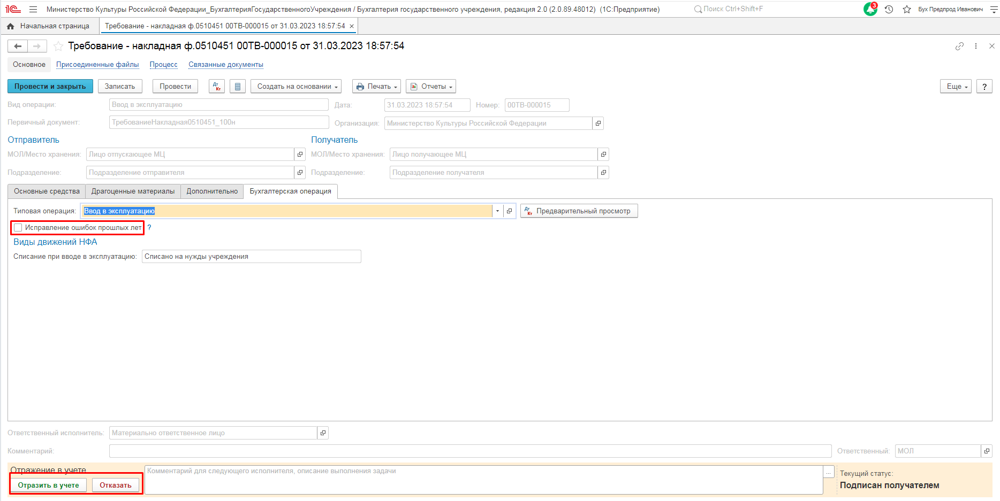 1С Министерство Культуры Российской Федерации_БухгалтерияГосударственногоУчреждения / Бухгалтерия государственного учреждения, редакция 2.0 (2.0.89.48012) (1С:Предприятие) Поиск Ctrl+Shift+F 3 Бух Предпрод Иванович
Начальная страница Требование - накладная ф.0510451 00ТВ-000015 от 31.03.2023 18:57:54 ×
Требование - накладная ф.0510451 00ТВ-000015 от 31.03.2023 18:57:54
Основное Присоединенные файлы Процесс Связанные документы
Провести и закрыть Записать Провести Дт Кт Создать на основании Печать Отчеты Еще ?
Вид операции: Ввод в эксплуатацию Дата: 31.03.2023 18:57:54 Номер: 00ТВ-000015
Первичный документ: ТребованиеНакладная0510451_100н Организация: Министерство Культуры Российской Федерации
Отправитель Получатель
МОЛ/Место хранения: Лицо отпускающее МЦ МОЛ/Место хранения: Лицо получающее МЦ
Подразделение: Подразделение отправителя Подразделение: Подразделение получателя
Основные средства Драгоценные материалы Дополнительно Бухгалтерская операция
Типовая операция: Ввод в эксплуатацию Дт Кт Предварительный просмотр
Исправление ошибок прошлых лет ?
Виды движений НФА
Списание при вводе в эксплуатацию: Списано на нужды учреждения
Ответственный исполнитель: Материально ответственное лицо
Комментарий: Ответственный: МОЛ
Отражение в учете Комментарий для следующего исполнителя, описание выполнения задачи ... Текущий статус:
Отразить в учете Отказать Подписан получателем